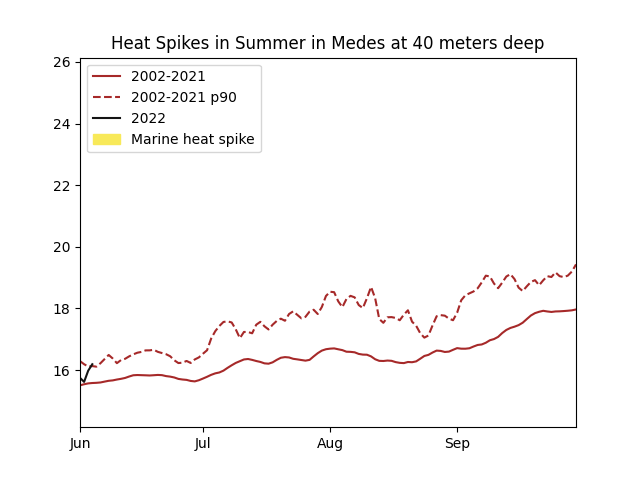 Heat Spikes in Summer in Medes at 40 meters deep
26
24
22
20
18
16
2002-2021
2002-2021 p90
2022
Marine heat spike
Jun
Jul
Aug
Sep